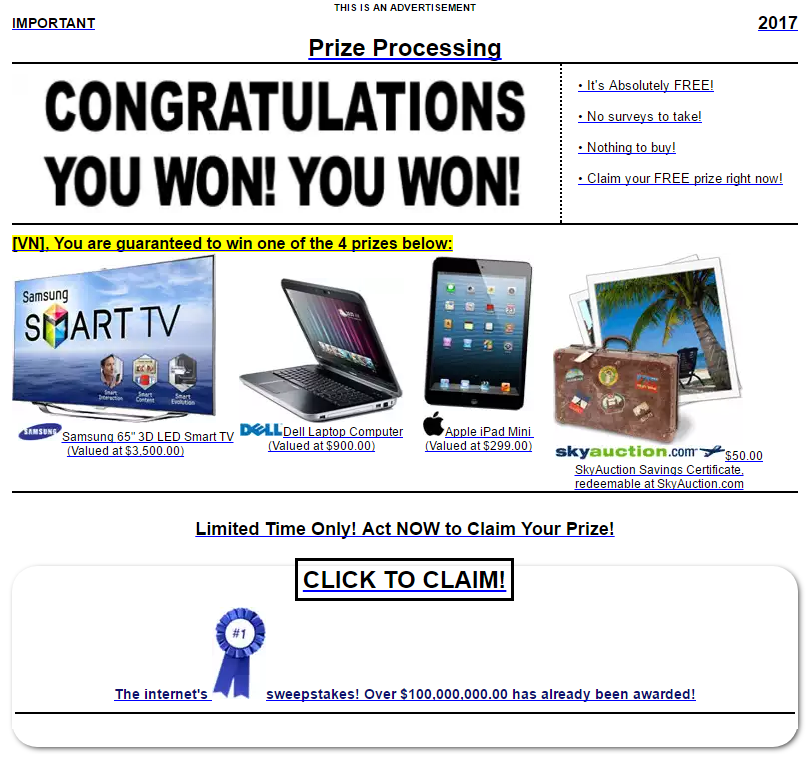 THIS IS AN ADVERTISEMENT
IMPORTANT
2017
Prize Processing
CONGRATULATIONS
YOU WON! YOU WON!
• It's Absolutely FREE!
• No surveys to take!
• Nothing to buy!
• Claim your FREE prize right now!
[VN], You are guaranteed to win one of the 4 prizes below:
Samsung
SMART TV
Smart Interaction
Smart Content
Smart Evolution
SAMSUNG Samsung 65" 3D LED Smart TV
(Valued at $3,500.00)
DELL Dell Laptop Computer
(Valued at $900.00)
Apple iPad Mini
(Valued at $299.00)
skyauction.com $50.00
SkyAuction Savings Certificate,
redeemable at SkyAuction.com
Limited Time Only! Act NOW to Claim Your Prize!
CLICK TO CLAIM!
#1
The internet's sweepstakes! Over $100,000,000.00 has already been awarded!